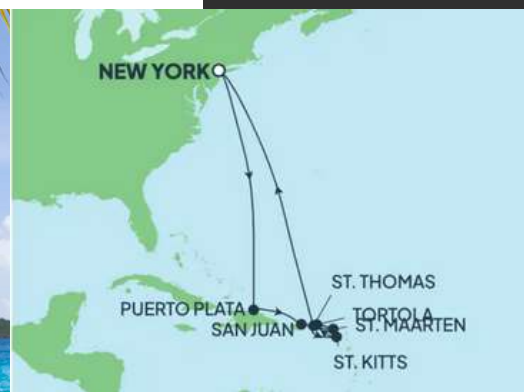 NEW YORK
ST. THOMAS
PUERTO PLATA
TORTOLA
SAN JUAN
ST. MAARTEN
ST. KITTS